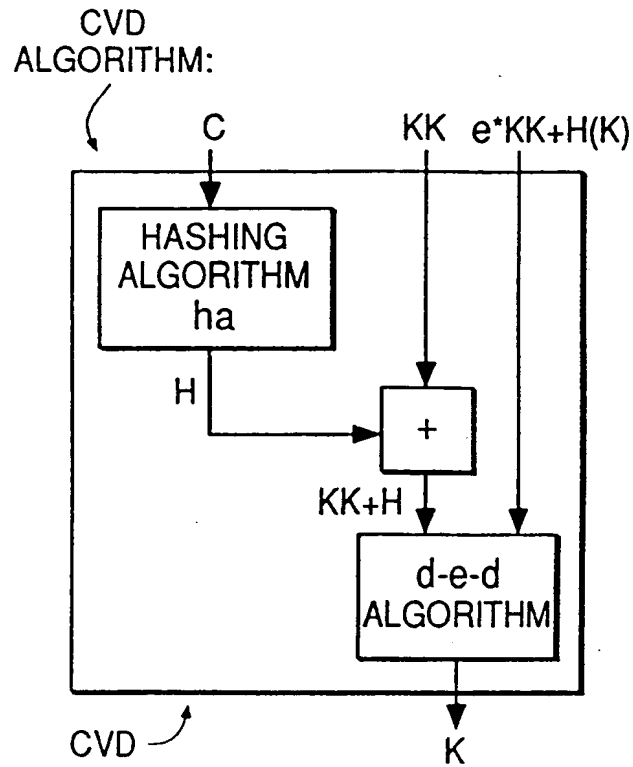 CVD
ALGORITHM:
C
KK
e*KK+H(K)
HASHING
ALGORITHM
ha
H
+
KK+H
d-e-d
ALGORITHM
CVD
K